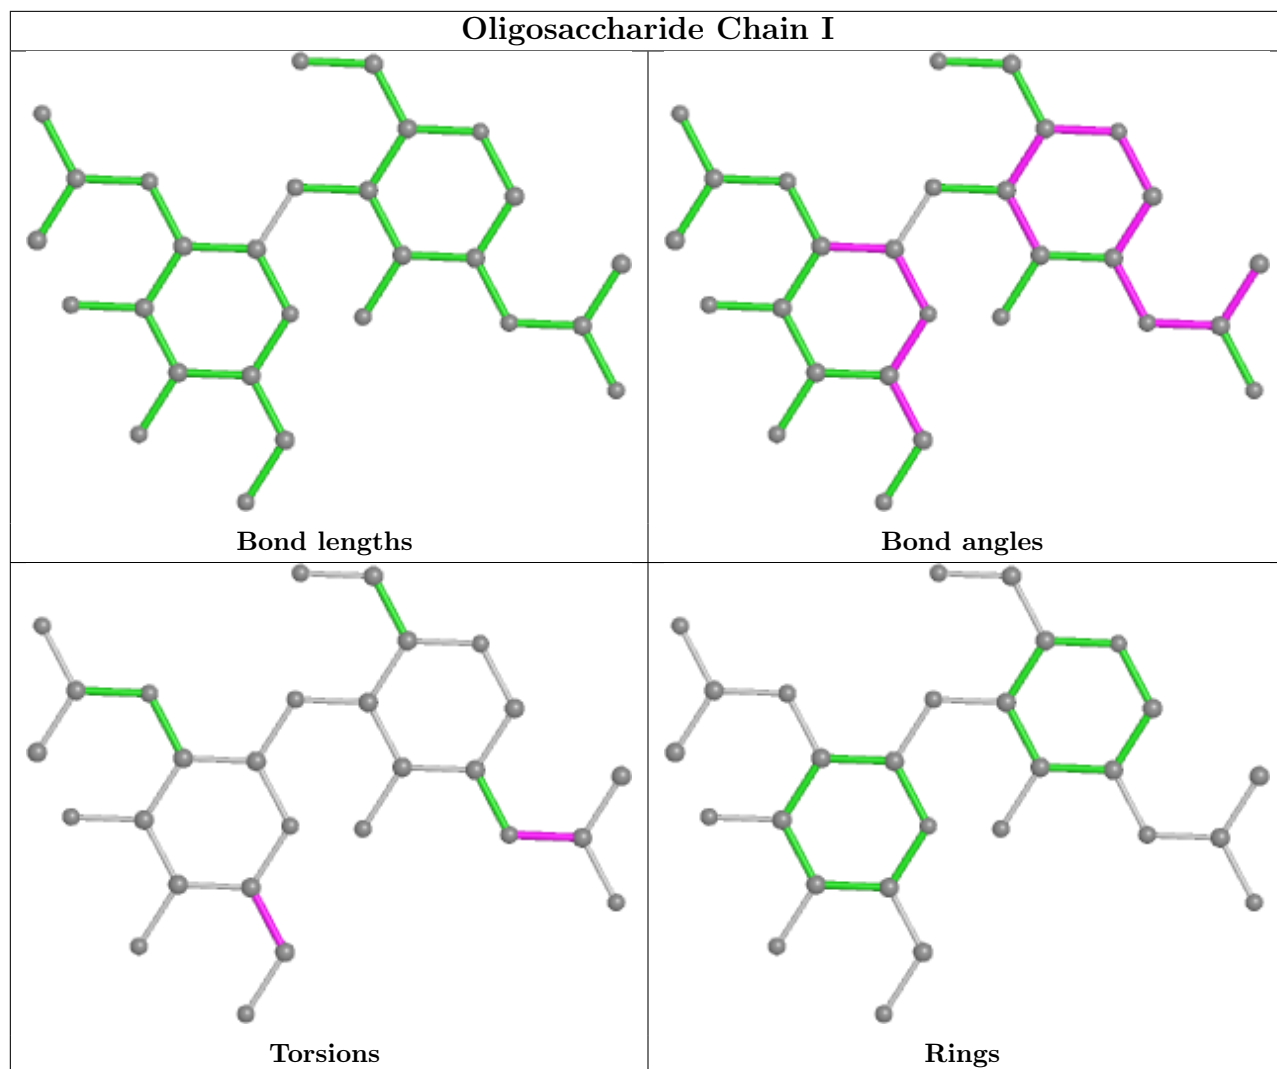 Oligosaccharide Chain I
Bond lengths
Bond angles
Torsions
Rings